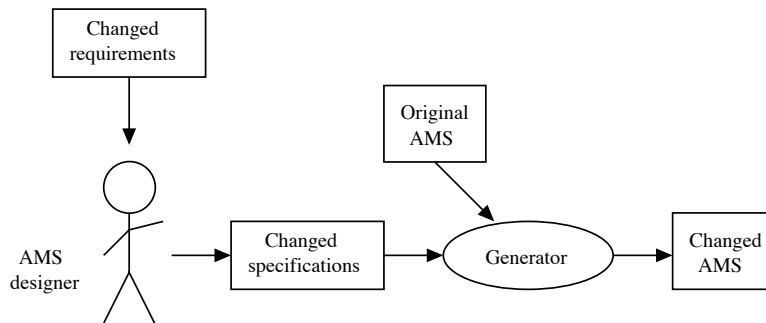 Changed
requirements
Original
AMS
AMS
designer
Changed
specifications
Generator
Changed
AMS